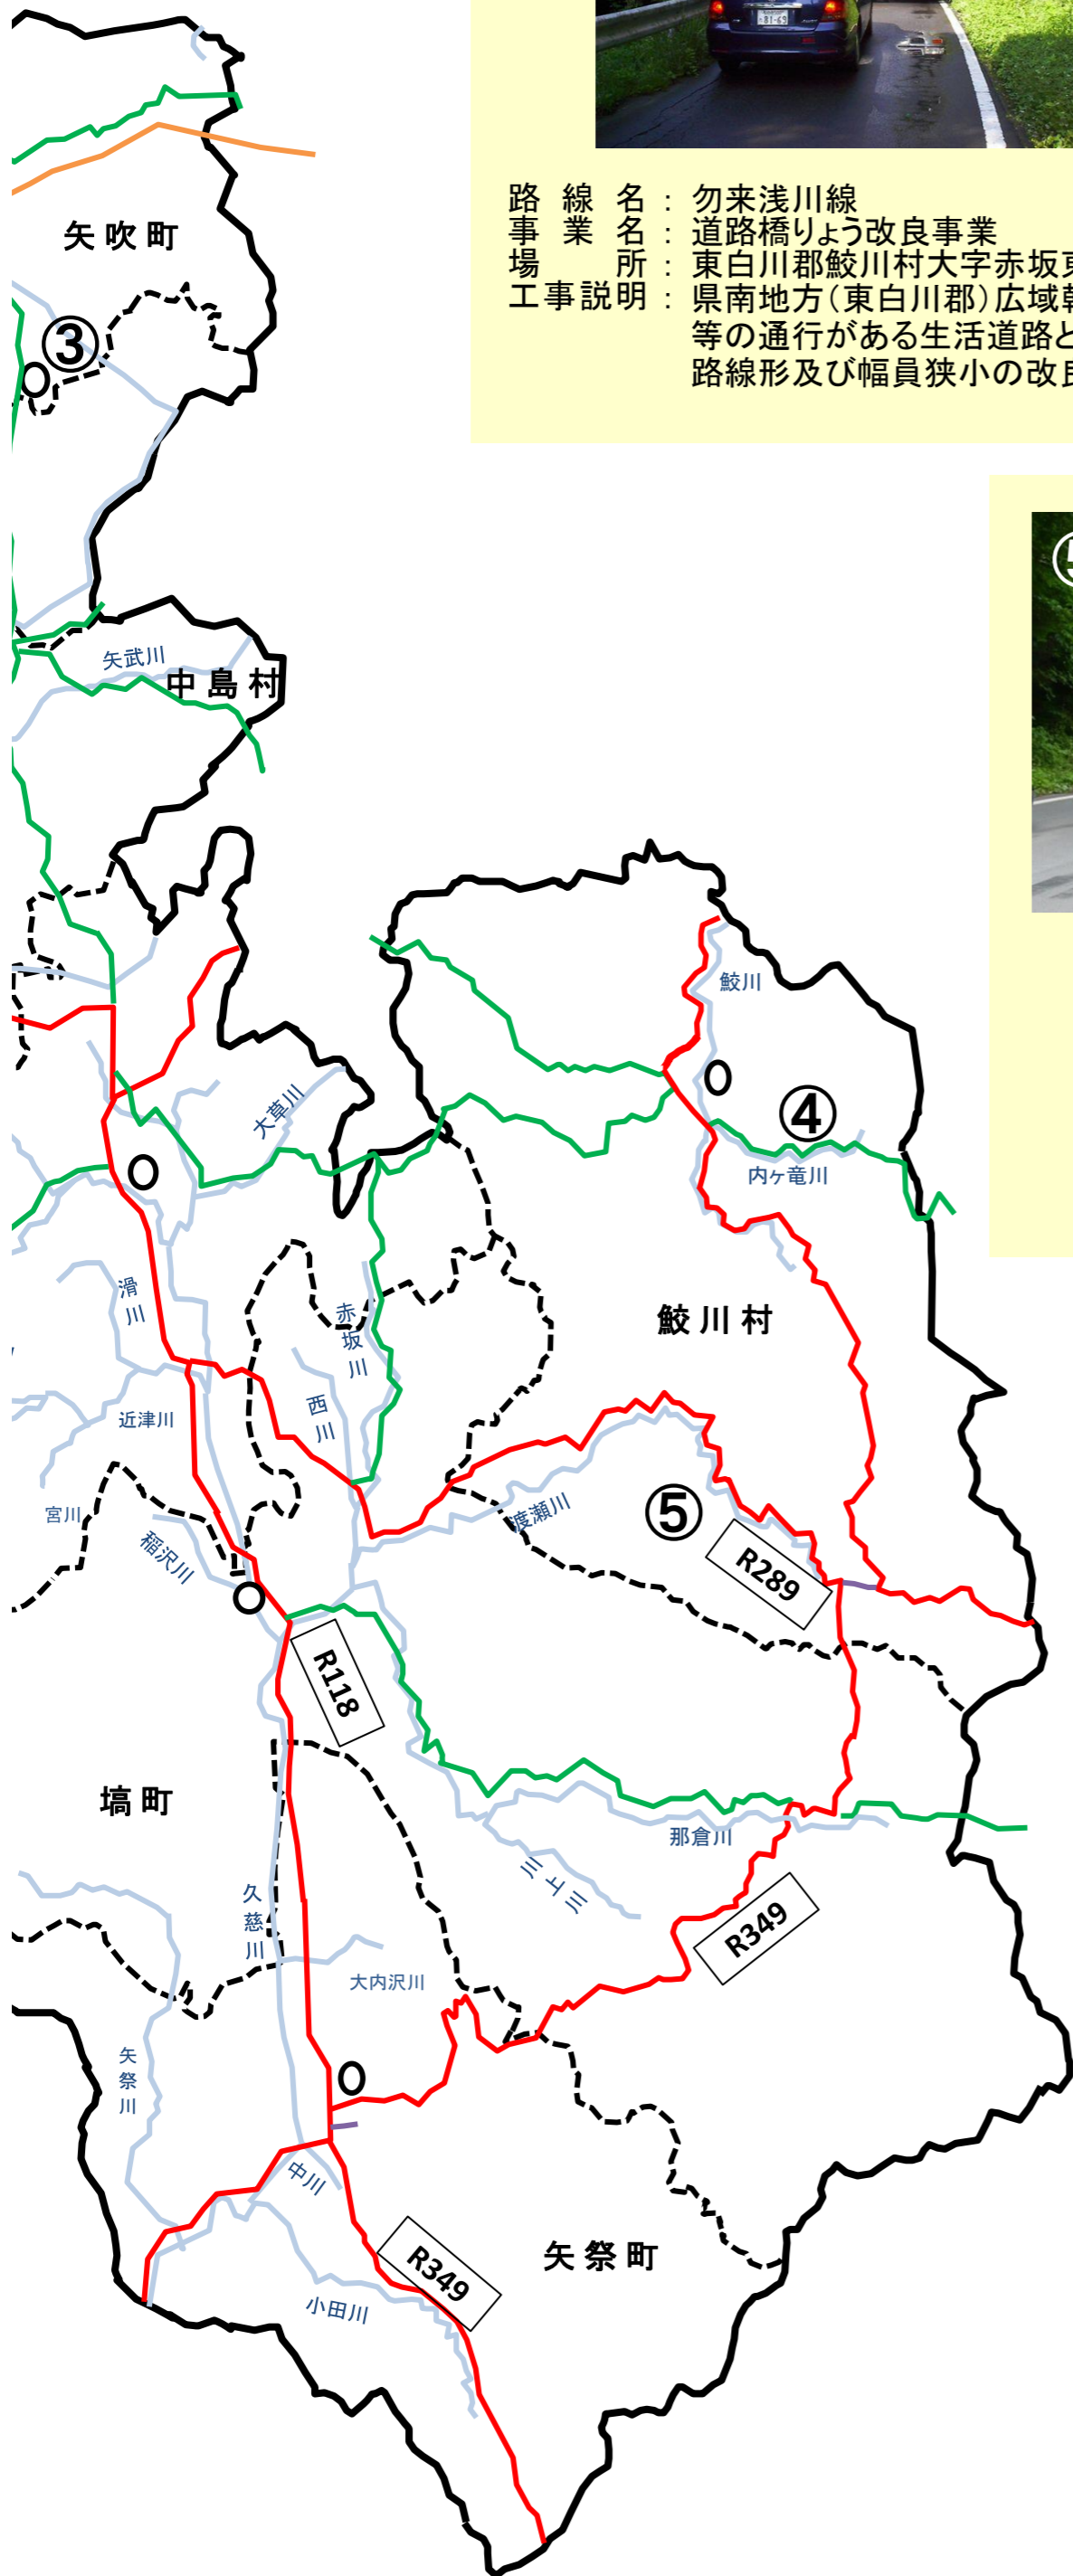 31-69
路線名：勿来浅川線
事業名：道路橋りょう改良事業
場所：東白川郡鮫川村大字赤坂東
工事説明：県南地方（東白川郡）広域幹
等の通行がある生活道路と
路線形及び幅員狭小の改良
矢吹町
③
⑤
矢武川
中島村
鮫川
④
大草川
内ヶ竜川
滑川
赤坂川
鮫川村
西川
近津川
宮川
渡瀬川
⑤
稲沢川
R289
R118
塙町
那倉川
川上川
久慈川
R349
大内沢川
矢祭川
中川
矢祭町
R349
小田川